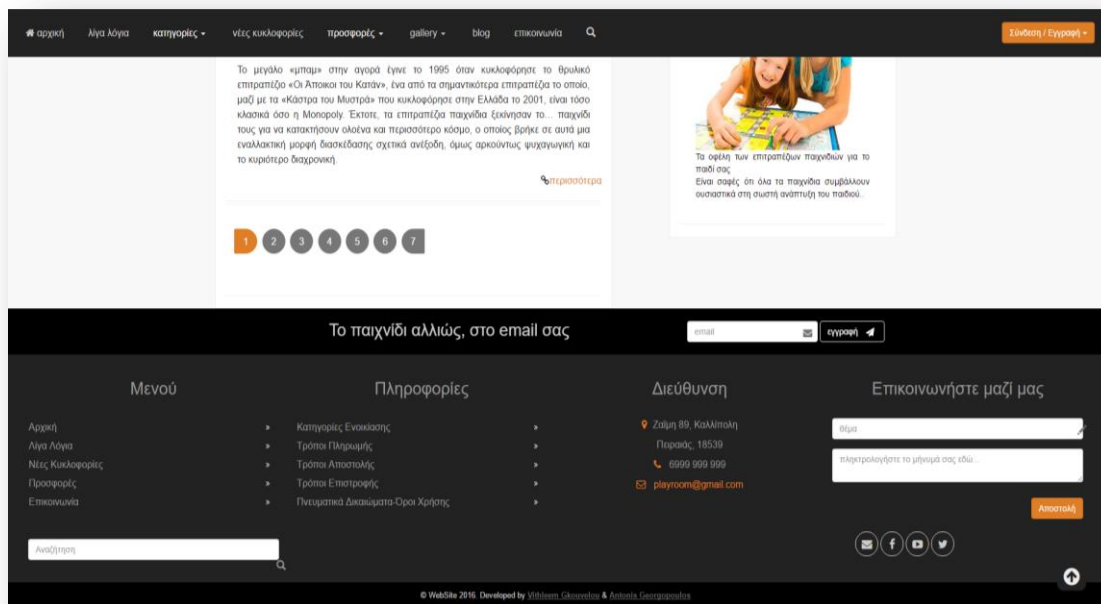 αρχική λίγα λόγια κατηγορίες νέες κυκλοφορίες προσφορές gallery blog επικοινωνία Σύνδεση / Εγγραφή
Το μεγάλο «μπαμ» στην αγορά έγινε το 1995 όταν κυκλοφόρησε το θρυλικό
επιτραπέζιο «Οι Άποικοι του Κατάν», ένα από τα σημαντικότερα επιτραπέζια το οποίο,
μαζί με τα «Κάστρα του Μυστρά» που κυκλοφόρησε στην Ελλάδα το 2001, είναι τόσο
κλασικά όσο η Monopoly. Έκτοτε, τα επιτραπέζια παιχνίδια ξεκίνησαν το... παιχνίδι
τους για να κατακτήσουν ολοένα και περισσότερο κόσμο, ο οποίος βρήκε σε αυτά μια
εναλλακτική μορφή διασκέδασης σχετικά ανέξοδη, όμως αρκούντως ψυχαγωγική και
το κυριότερο διαχρονική.
περισσότερα
1 2 3 4 5 6 7
Τα οφέλη των επιτραπέζιων παιχνιδιών για το
παιδί σας
Είναι σαφές ότι όλα τα παιχνίδια συμβάλλουν
ουσιαστικά στη σωστή ανάπτυξη του παιδιού..
Το παιχνίδι αλλιώς, στο email σας email εγγραφή
Μενού
Αρχική »
Λίγα Λόγια »
Νέες Κυκλοφορίες »
Προσφορές »
Επικοινωνία »
Αναζήτηση
Πληροφορίες
Κατηγορίες Ενοικίασης »
Τρόποι Πληρωμής »
Τρόποι Αποστολής »
Τρόποι Επιστροφής »
Πνευματικά Δικαιώματα-Όροι Χρήσης »
Διεύθυνση
Ζαΐμη 89, Καλλίπολη
Πειραιάς, 18539
6999 999 999
playroom@gmail.com
Επικοινωνήστε μαζί μας
Θέμα
πληκτρολογήστε το μήνυμά σας εδώ...
Αποστολή
© WebSite 2016. Developed by Vithleem Gkouvelou & Antonis Georgopoulos